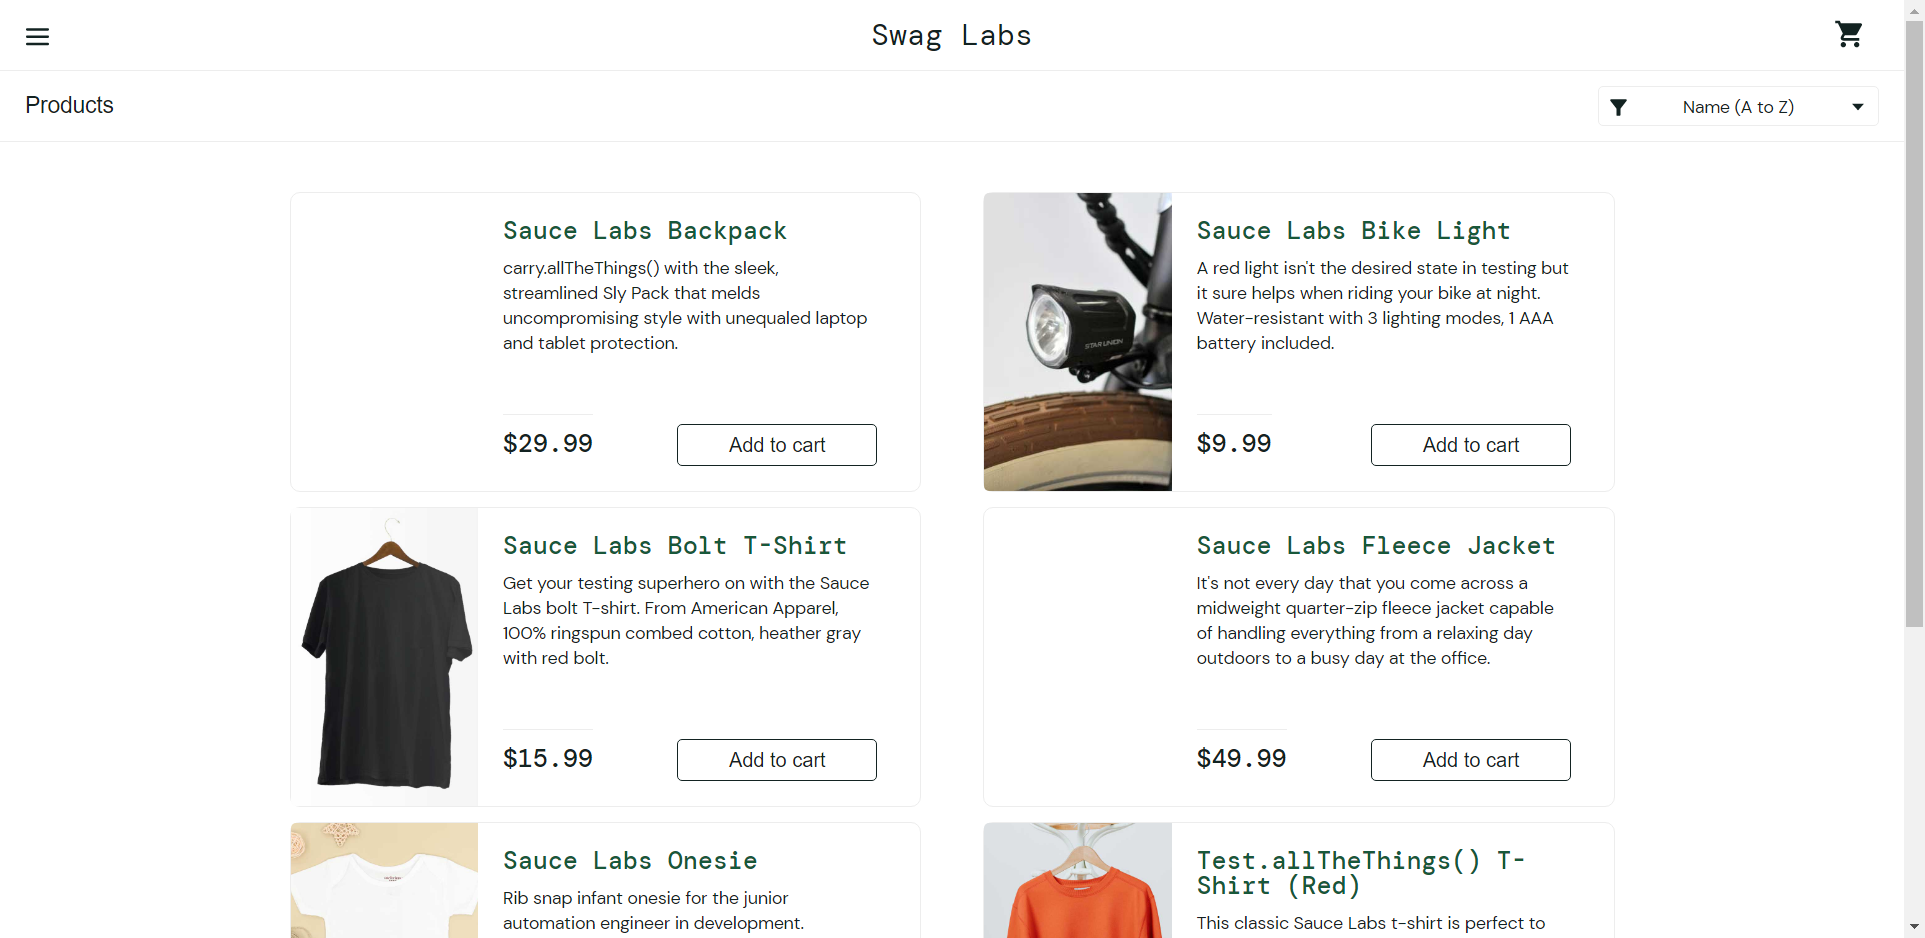 Swag Labs
Products
Name (A to Z)
Sauce Labs Backpack
carry.allTheThings() with the sleek,
streamlined Sly Pack that melds
uncompromising style with unequaled laptop
and tablet protection.
$29.99
Add to cart
Sauce Labs Bike Light
A red light isn't the desired state in testing but
it sure helps when riding your bike at night.
Water-resistant with 3 lighting modes, 1 AAA
battery included.
$9.99
Add to cart
STAR UNION
Sauce Labs Bolt T-Shirt
Get your testing superhero on with the Sauce
Labs bolt T-shirt. From American Apparel,
100% ringspun combed cotton, heather gray
with red bolt.
$15.99
Add to cart
Sauce Labs Fleece Jacket
It's not every day that you come across a
midweight quarter-zip fleece jacket capable
of handling everything from a relaxing day
outdoors to a busy day at the office.
$49.99
Add to cart
Sauce Labs Onesie
Rib snap infant onesie for the junior
automation engineer in development.
Test.allTheThings() T-
Shirt (Red)
This classic Sauce Labs t-shirt is perfect to